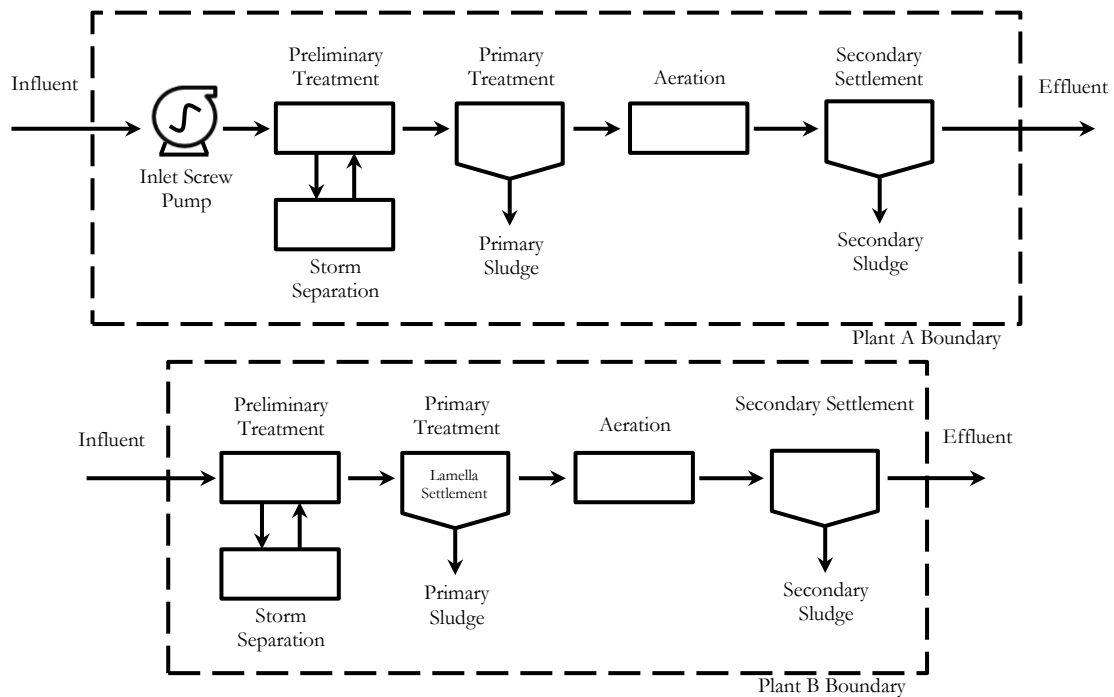 Influent
Inlet Screw
Pump
Preliminary
Treatment
Storm
Separation
Primary
Treatment
Primary
Sludge
Aeration
Secondary
Settlement
Secondary
Sludge
Effluent
Plant A Boundary
Influent
Preliminary
Treatment
Storm
Separation
Primary
Treatment
Lamella
Settlement
Primary
Sludge
Aeration
Secondary Settlement
Secondary
Sludge
Effluent
Plant B Boundary